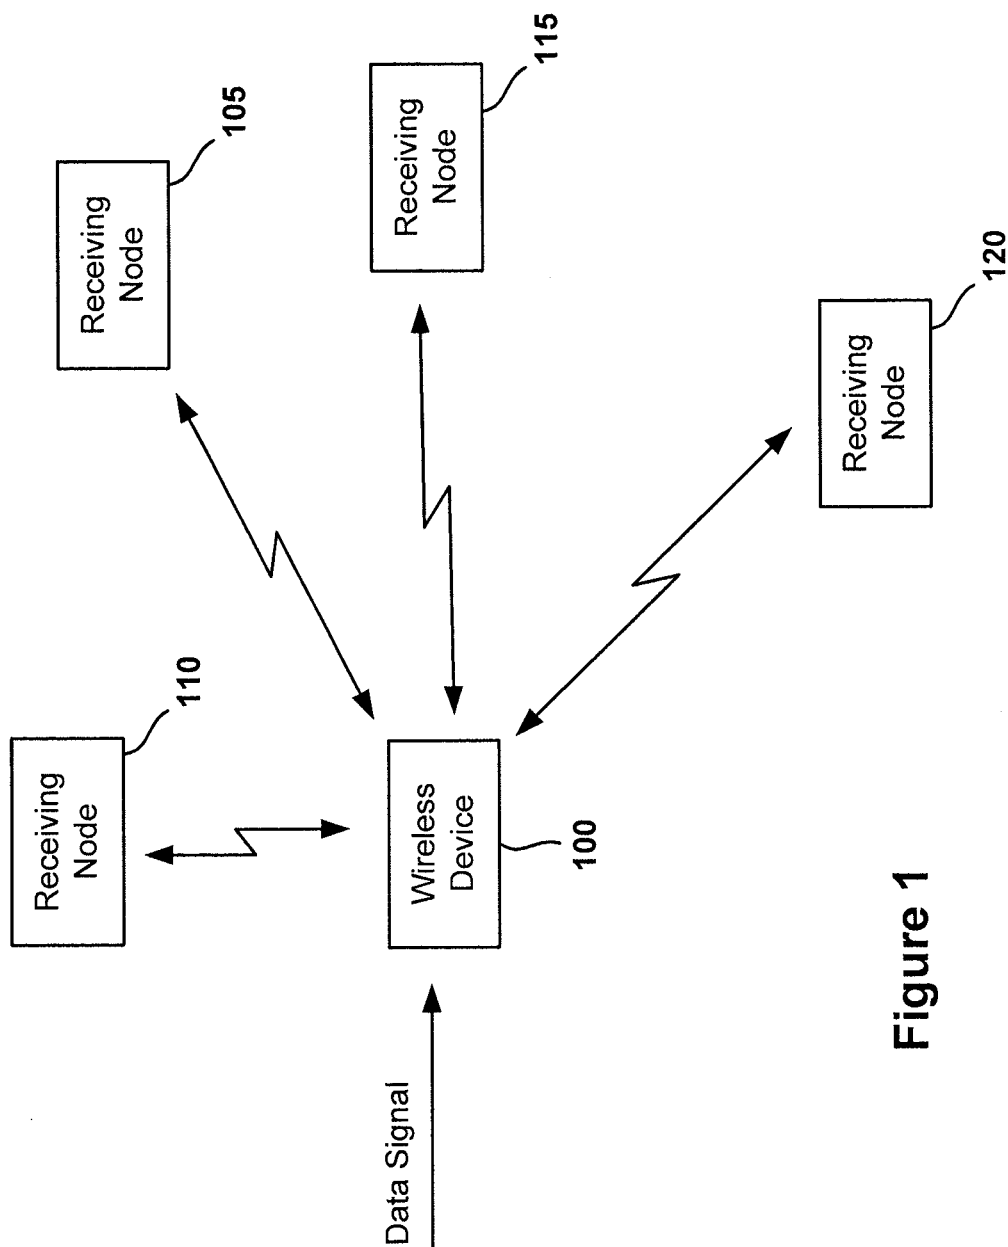 Receiving
Node
110
Receiving
Node
105
Receiving
Node
115
Data Signal
Wireless
Device
100
Receiving
Node
120
Figure 1